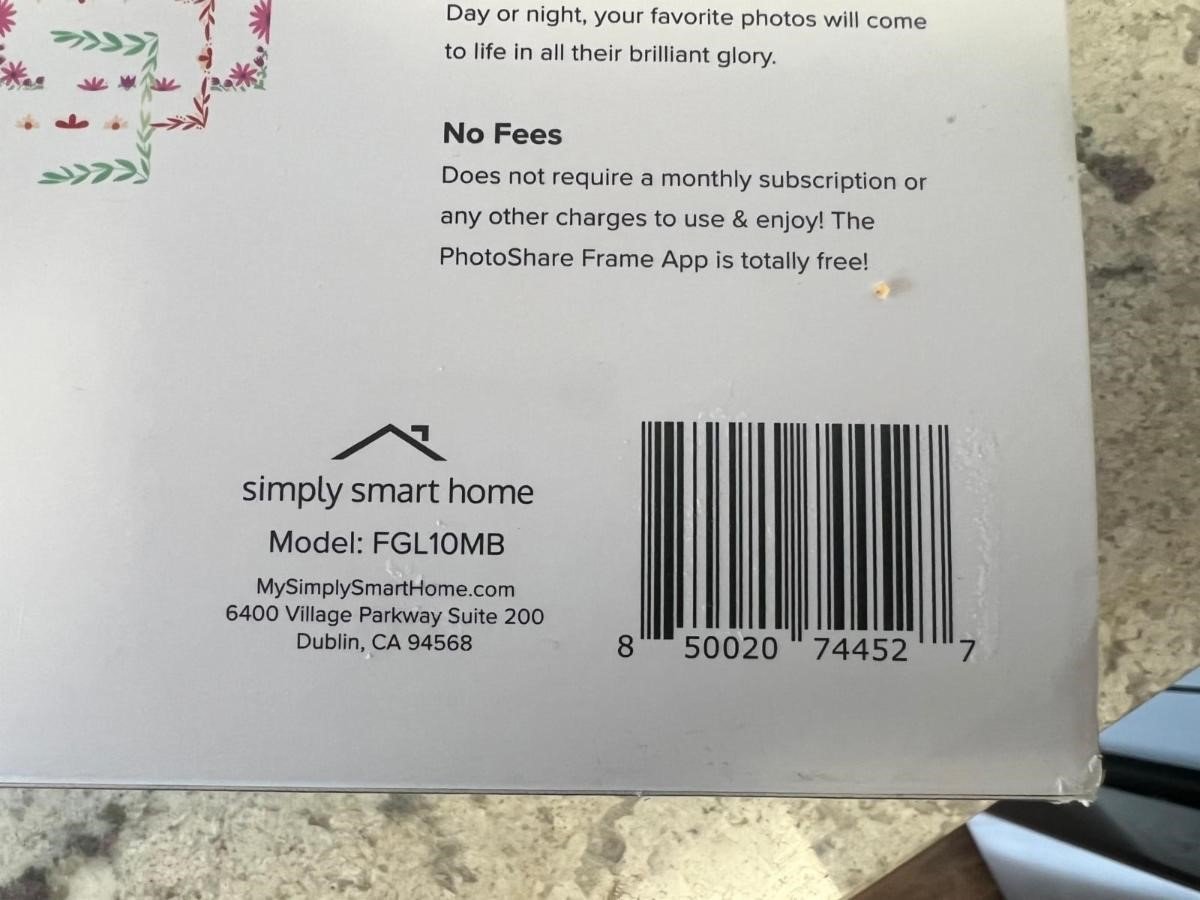 Day or night, your favorite photos will come
to life in all their brilliant glory.
No Fees
Does not require a monthly subscription or
any other charges to use & enjoy! The
PhotoShare Frame App is totally free!
simply smart home
Model: FGL10MB
MySimplySmartHome.com
6400 Village Parkway Suite 200
Dublin, CA 94568
8 50020 74452 7